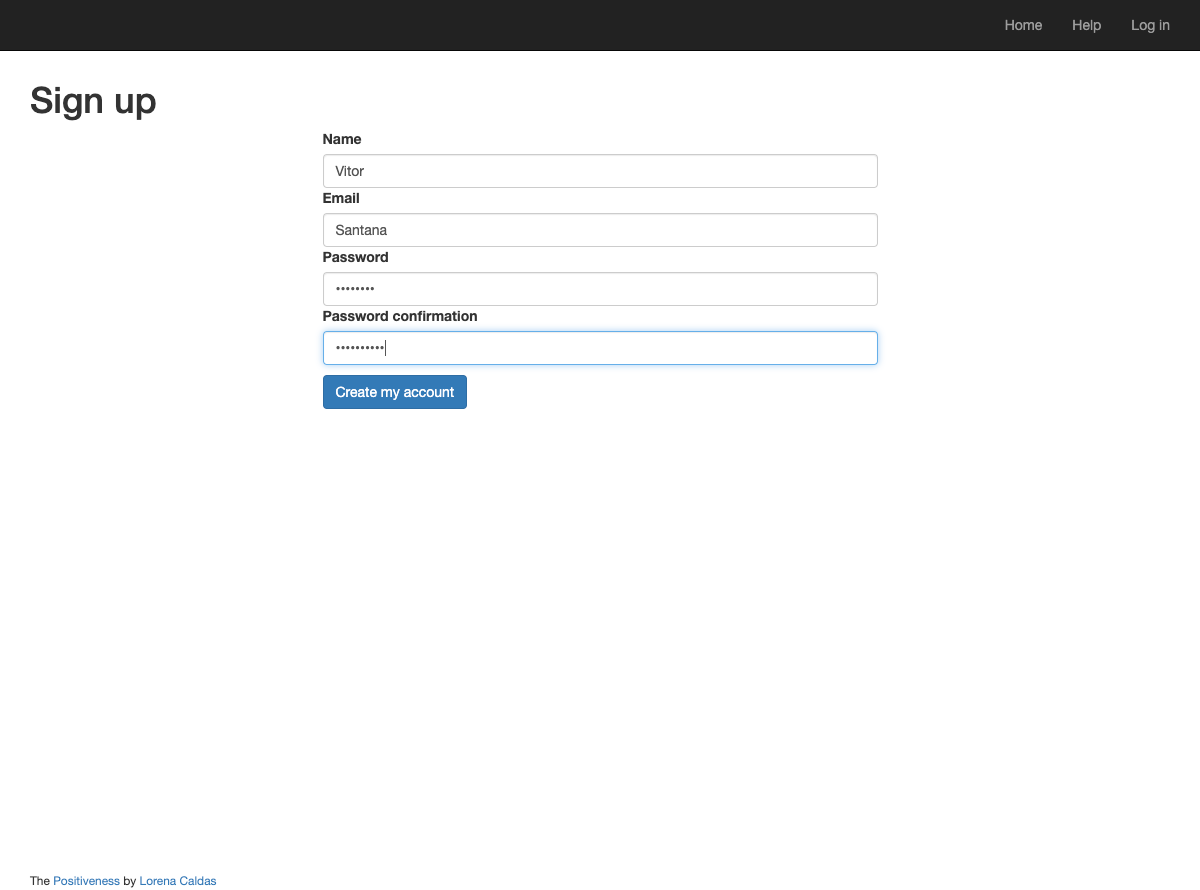 Home Help Log in
Sign up
Name
Vitor
Email
Santana
Password
••••••••
Password confirmation
••••••••••
Create my account
The Positiveness by Lorena Caldas